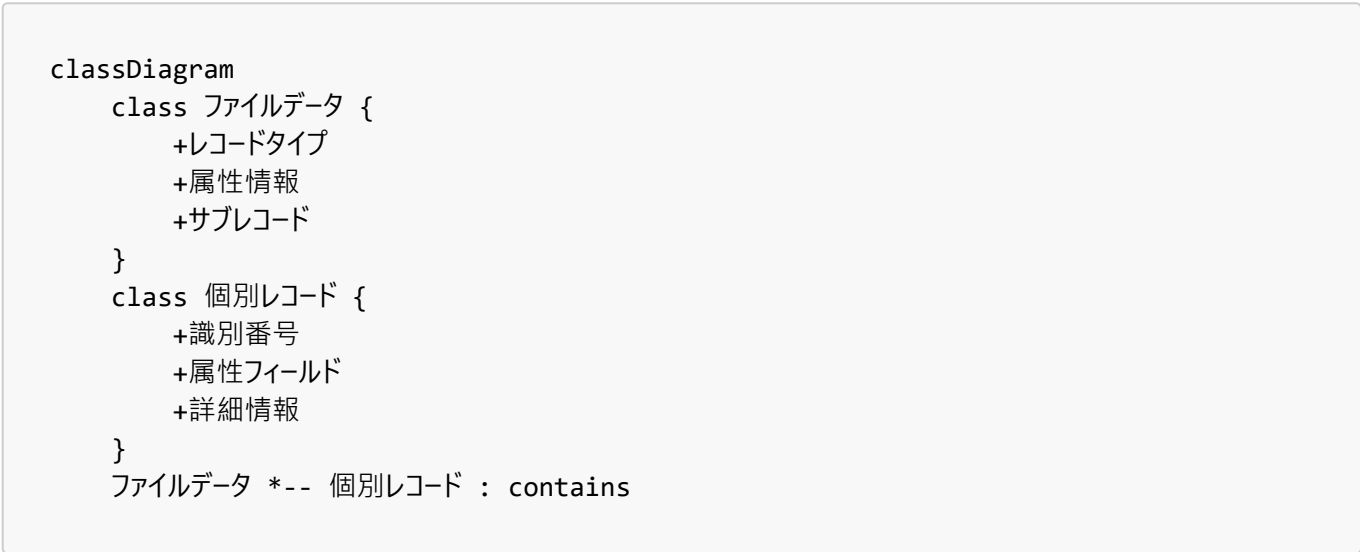 classDiagram
    class ファイルデータ {
        +レコードタイプ
        +属性情報
        +サブレコード
    }
    class 個別レコード {
        +識別番号
        +属性フィールド
        +詳細情報
    }
    ファイルデータ *-- 個別レコード : contains